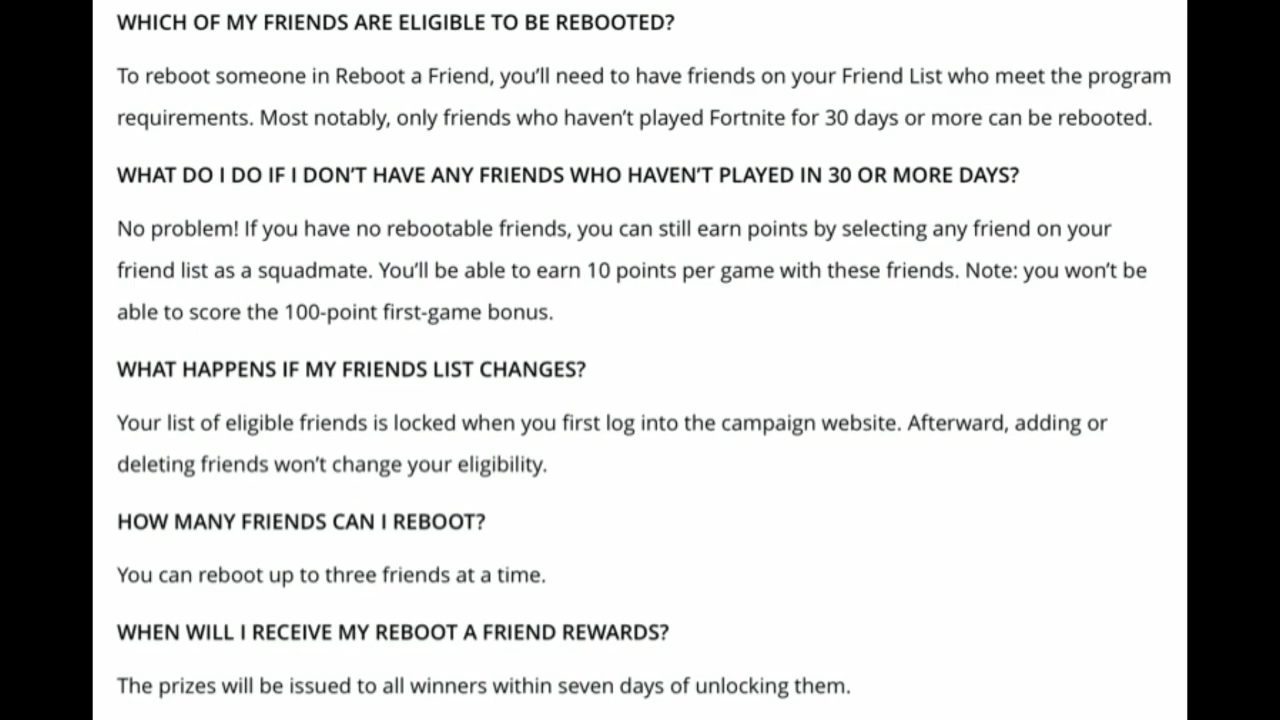 WHICH OF MY FRIENDS ARE ELIGIBLE TO BE REBOOTED?
To reboot someone in Reboot a Friend, you’ll need to have friends on your Friend List who meet the program
requirements. Most notably, only friends who haven’t played Fortnite for 30 days or more can be rebooted.
WHAT DO I DO IF I DON’T HAVE ANY FRIENDS WHO HAVEN’T PLAYED IN 30 OR MORE DAYS?
No problem! If you have no rebootable friends, you can still earn points by selecting any friend on your
friend list as a squadmate. You’ll be able to earn 10 points per game with these friends. Note: you won’t be
able to score the 100-point first-game bonus.
WHAT HAPPENS IF MY FRIENDS LIST CHANGES?
Your list of eligible friends is locked when you first log into the campaign website. Afterward, adding or
deleting friends won’t change your eligibility.
HOW MANY FRIENDS CAN I REBOOT?
You can reboot up to three friends at a time.
WHEN WILL I RECEIVE MY REBOOT A FRIEND REWARDS?
The prizes will be issued to all winners within seven days of unlocking them.